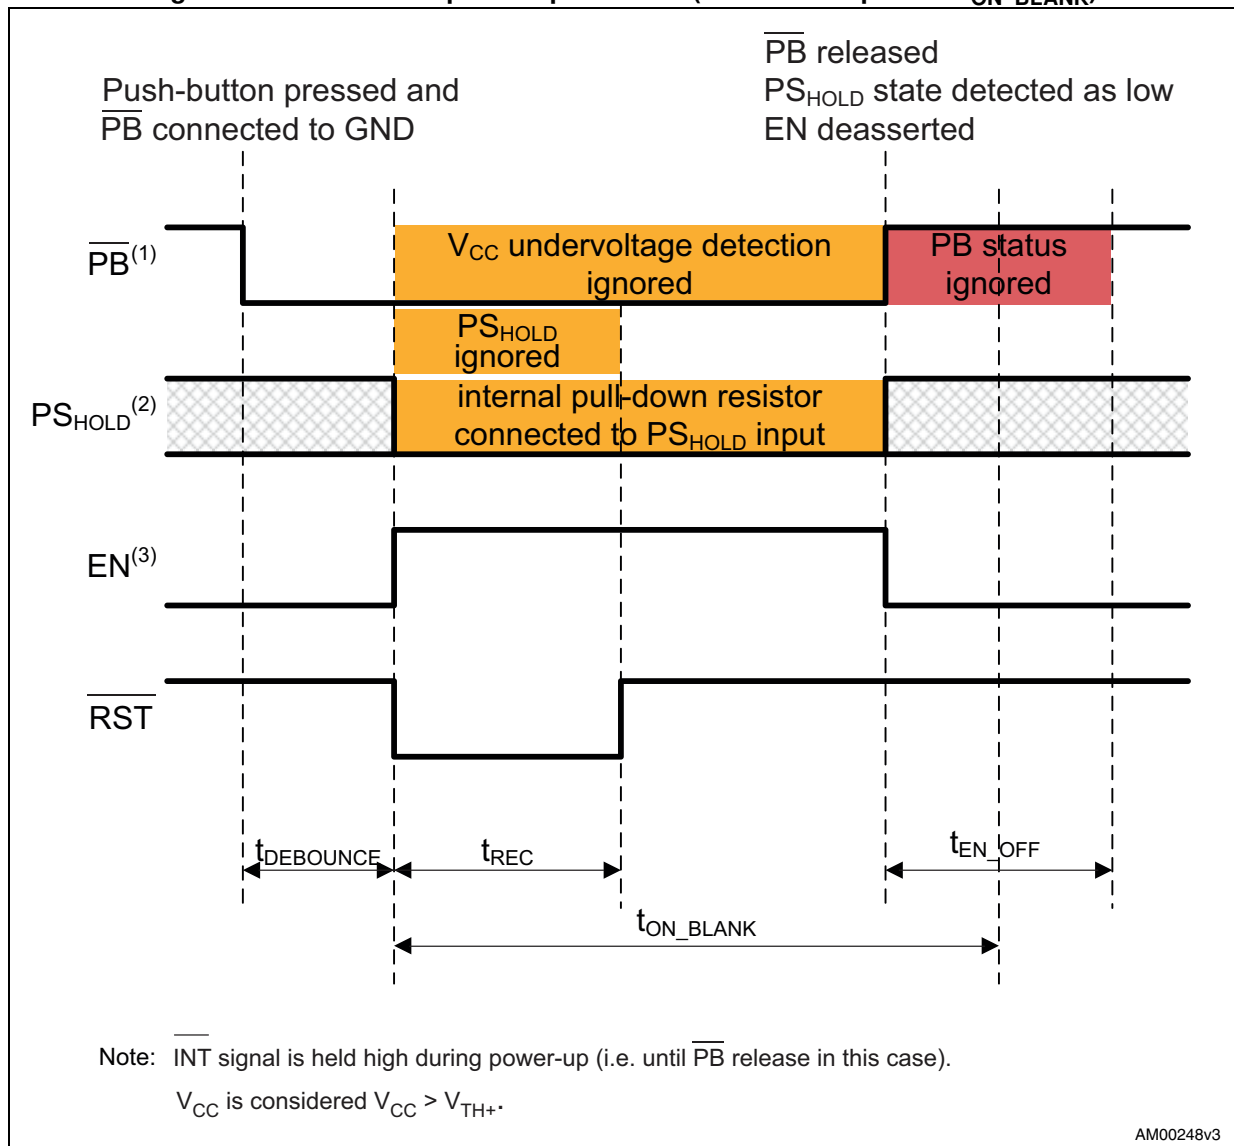 ON_BLANK
PB released
PSHOLD state detected as low
EN deasserted
Push-button pressed and
PB connected to GND
PB(1)
VCC undervoltage detection
ignored
PB status
ignored
PSHOLD
ignored
PSHOLD(2)
internal pull-down resistor
connected to PSHOLD input
EN(3)
RST
tDEBOUNCE
tREC
tEN_OFF
tON_BLANK
Note: INT signal is held high during power-up (i.e. until PB release in this case).
VCC is considered VCC > VTH+.
AM00248v3